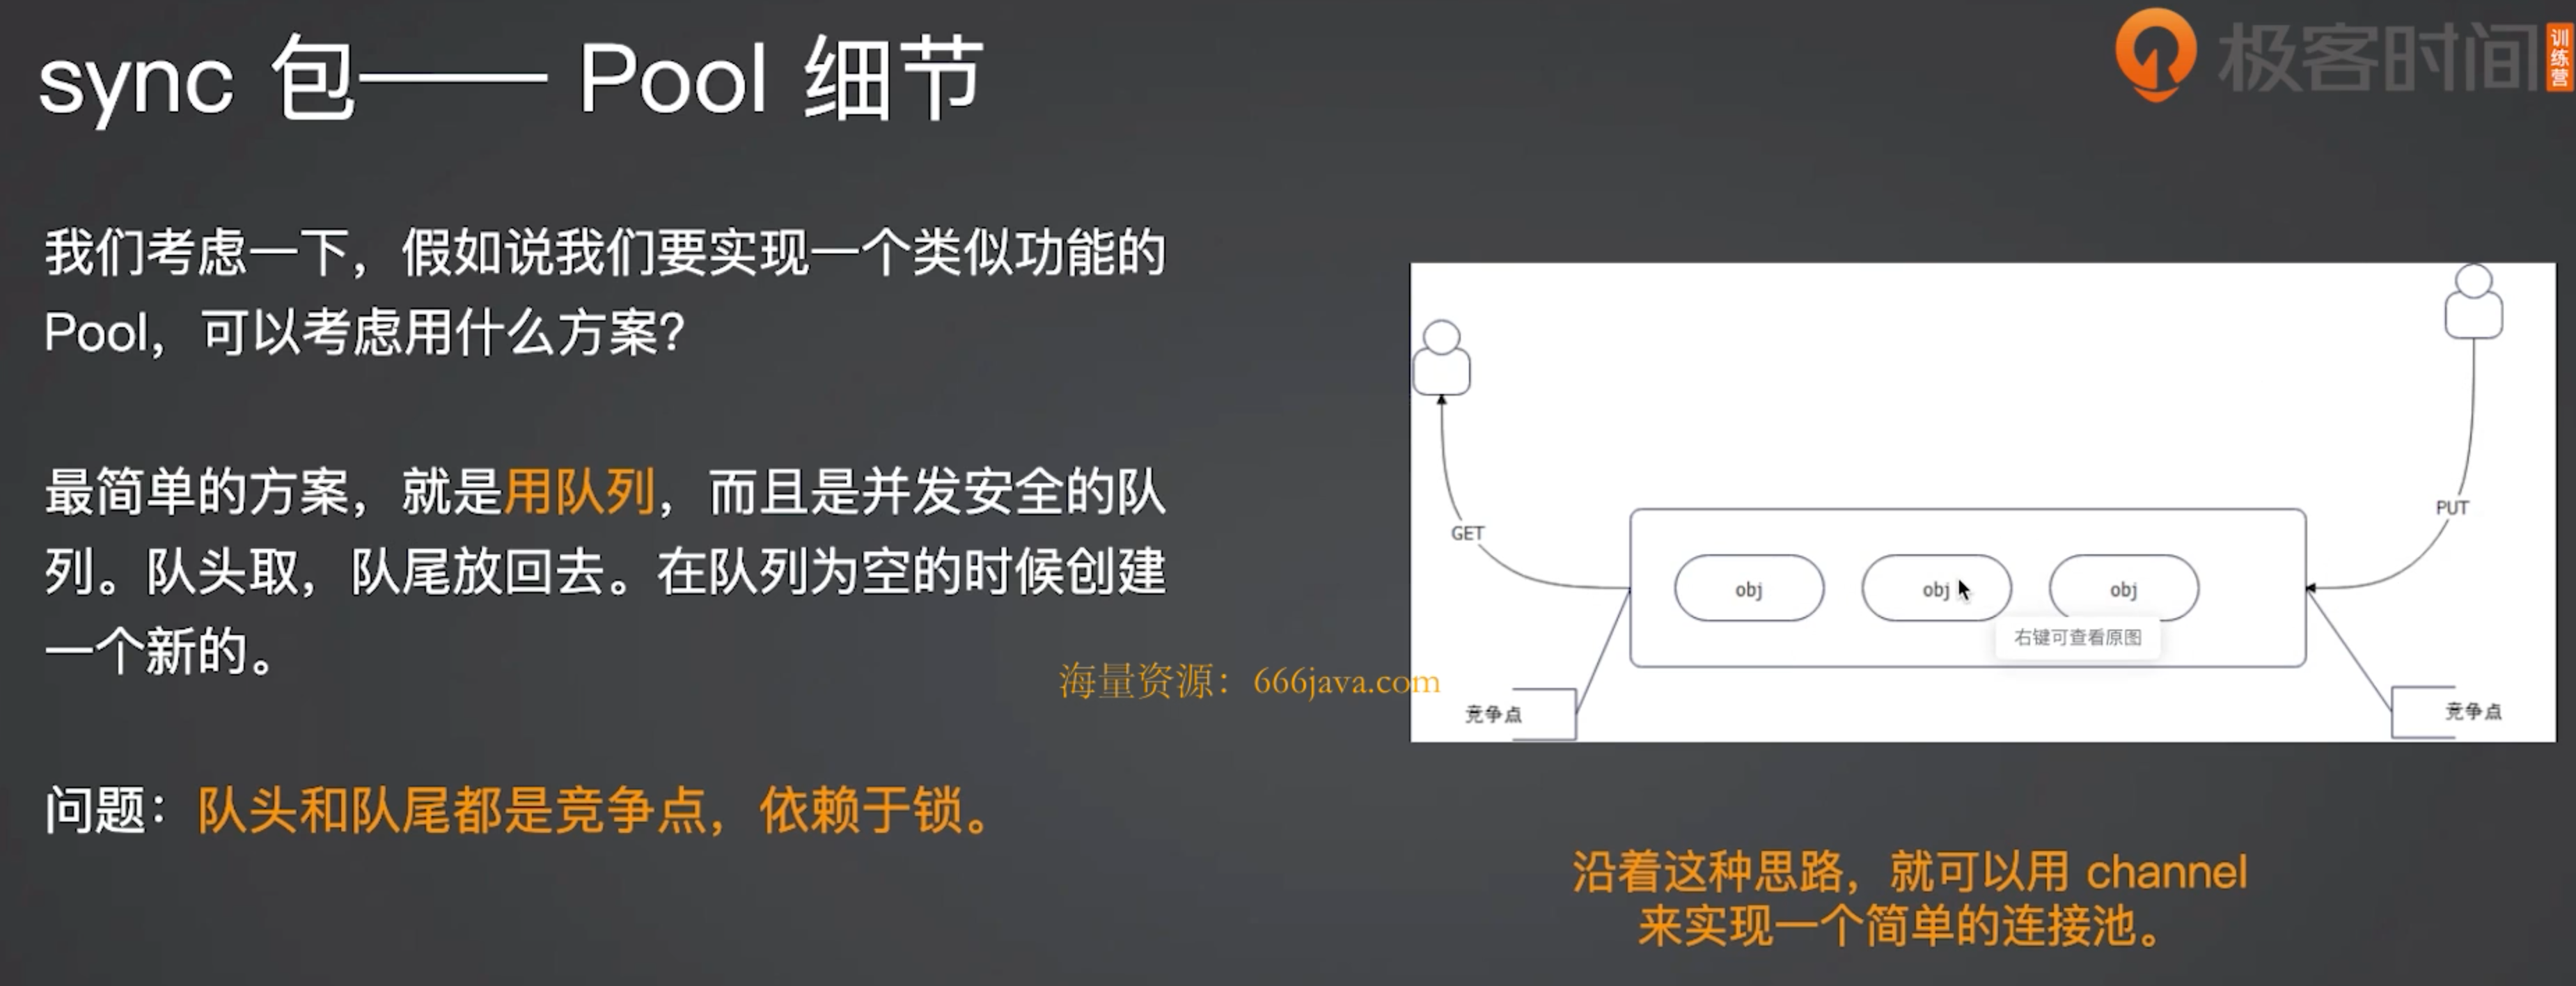 sync 包—— Pool 细节
极客时间
训练营
我们考虑一下，假如说我们要实现一个类似功能的
Pool，可以考虑用什么方案？
最简单的方案，就是用队列，而且是并发安全的队
列。队头取，队尾放回去。在队列为空的时候创建
一个新的。
问题：队头和队尾都是竞争点，依赖于锁。
海量资源：666java.com
GET
PUT
obj
obj
obj
右键可查看原图
竞争点
竞争点
沿着这种思路，就可以用 channel
来实现一个简单的连接池。